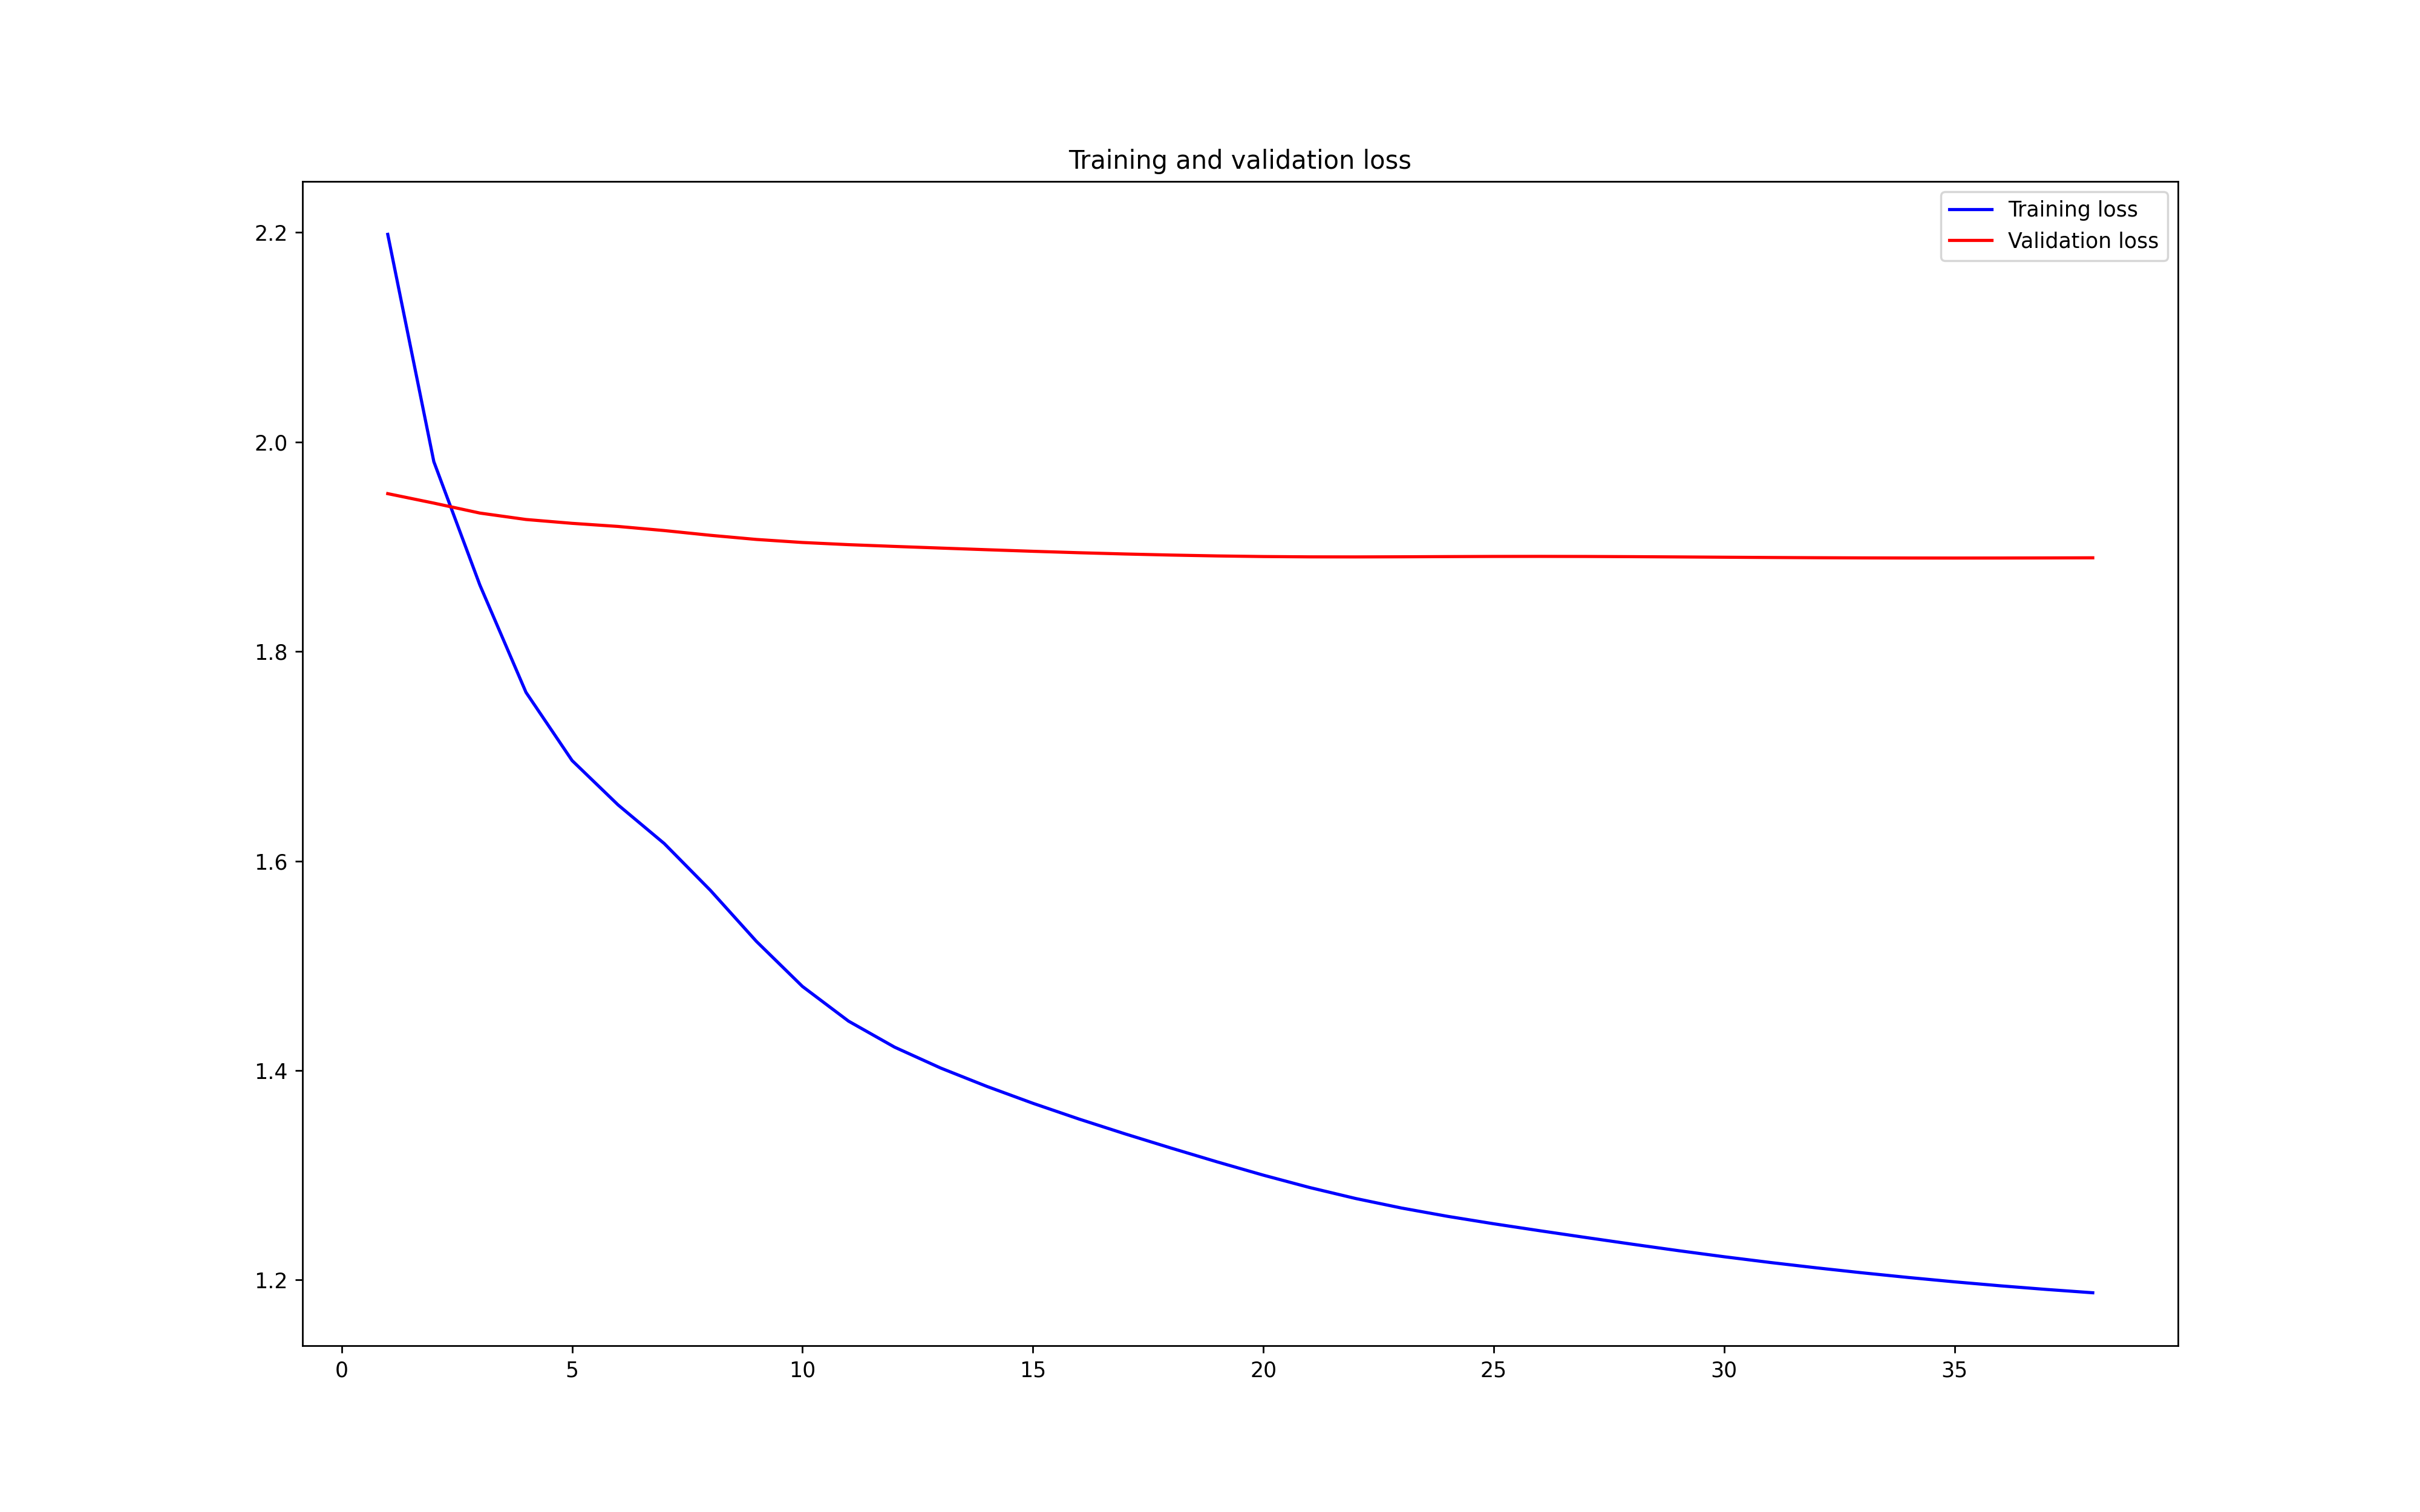 Training and validation loss
Training loss
Validation loss
2.2
2.0
1.8
1.6
1.4
1.2
0 5 10 15 20 25 30 35